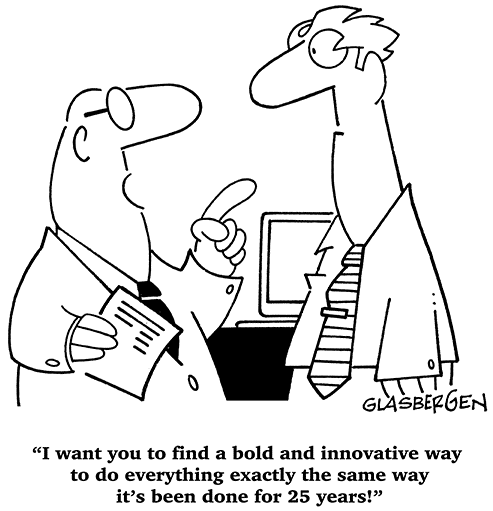 GLASBERGEN
“I want you to find a bold and innovative way
to do everything exactly the same way
it’s been done for 25 years!”